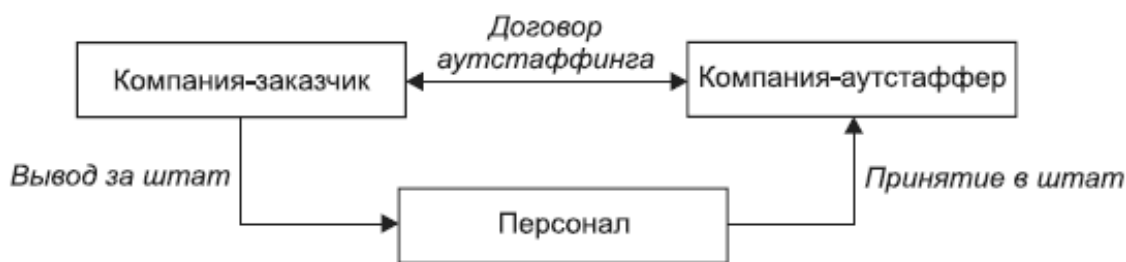 Договор
аутстаффинга
Компания-заказчик
Компания-аутстаффер
Вывод за штат
Принятие в штат
Персонал